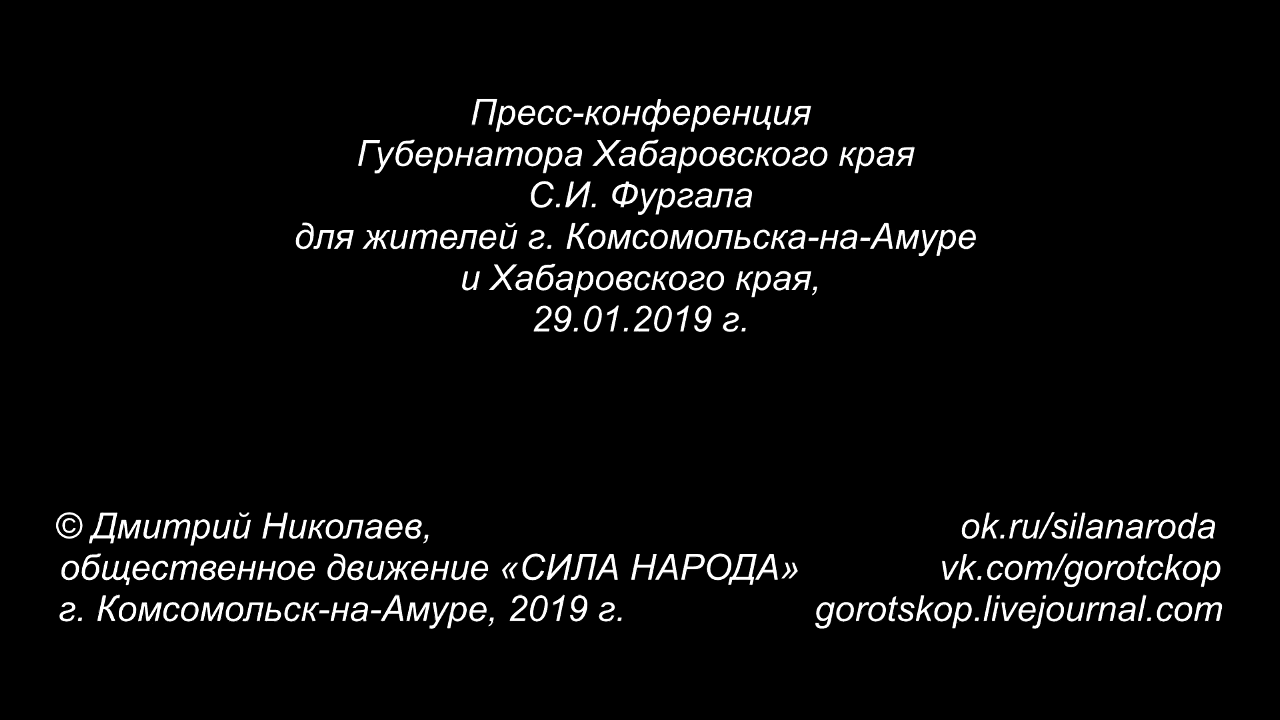 Пресс-конференция
Губернатора Хабаровского края
С.И. Фургала
для жителей г. Комсомольска-на-Амуре
и Хабаровского края,
29.01.2019 г.
© Дмитрий Николаев,
общественное движение «СИЛА НАРОДА»
г. Комсомольск-на-Амуре, 2019 г.
ok.ru/silanaroda
vk.com/gorotckop
gorotskop.livejournal.com